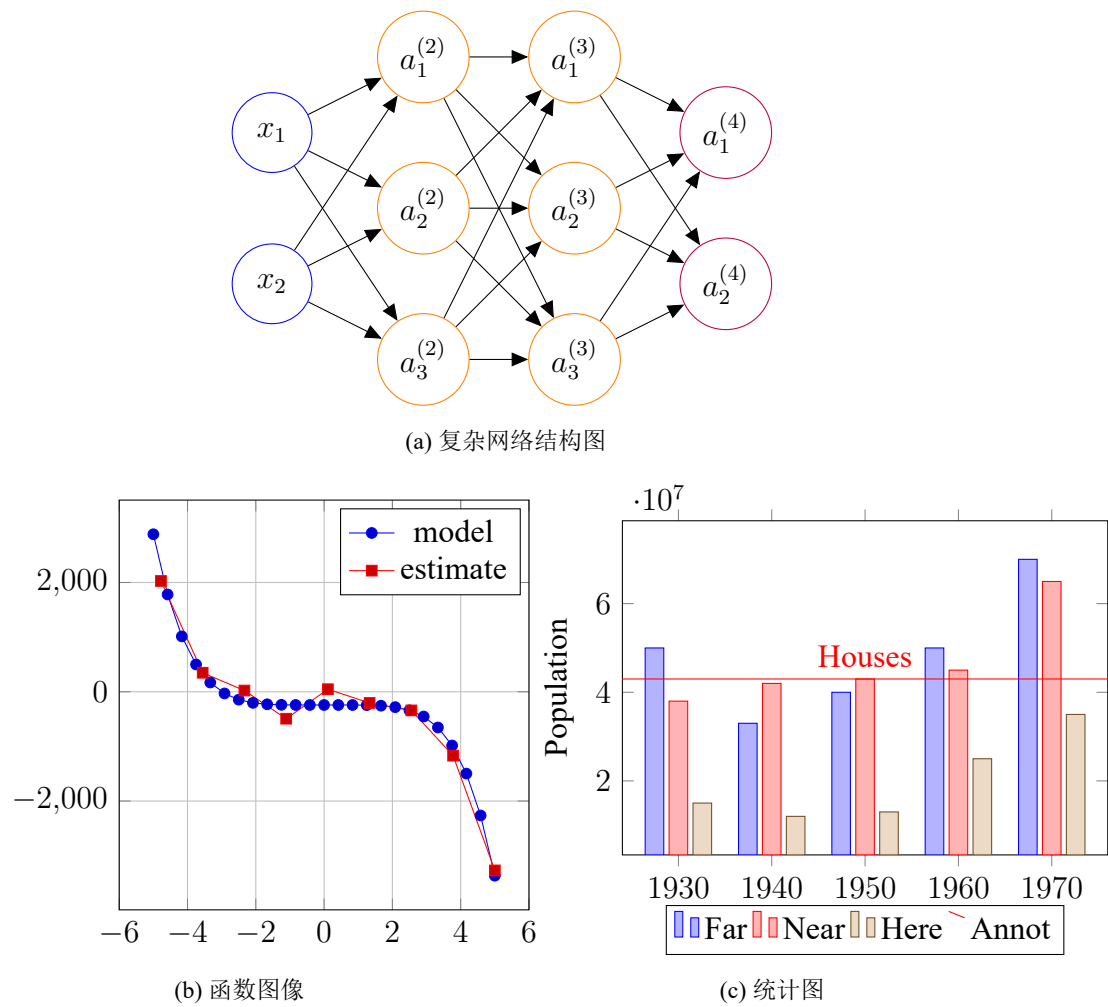 a_1^{(2)} a_1^{(3)}
x_1 a_1^{(4)}
a_2^{(2)} a_2^{(3)}
x_2 a_2^{(4)}
a_3^{(2)} a_3^{(3)}
(a) 复杂网络结构图
model
estimate
2,000
0
−2,000
−6 −4 −2 0 2 4 6
(b) 函数图像
·10^7
6
4
2
Population
Houses
1930 1940 1950 1960 1970
Far Near Here Annot
(c) 统计图